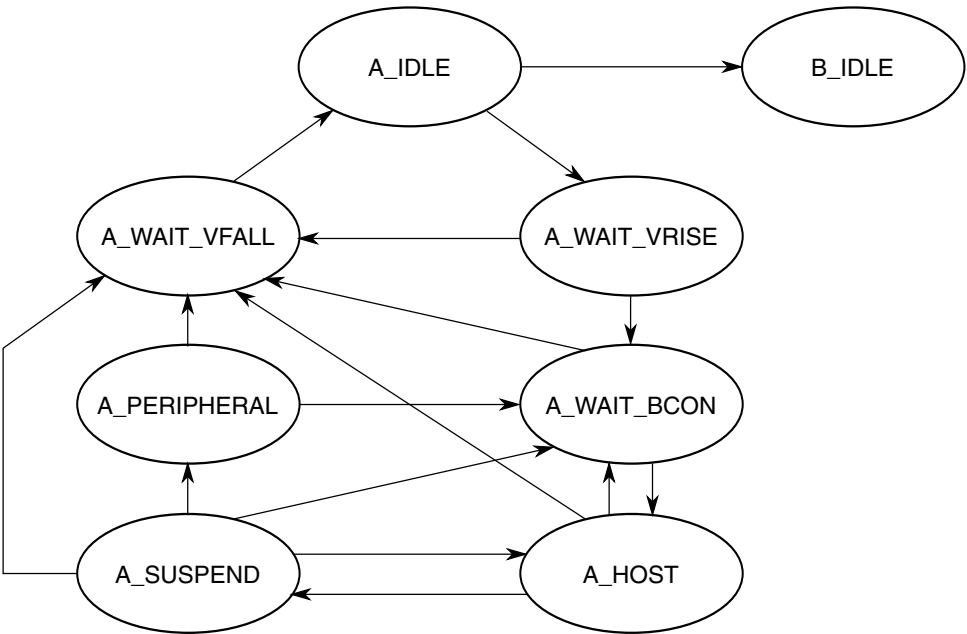 A_IDLE
B_IDLE
A_WAIT_VFALL
A_WAIT_VRISE
A_PERIPHERAL
A_WAIT_BCON
A_SUSPEND
A_HOST